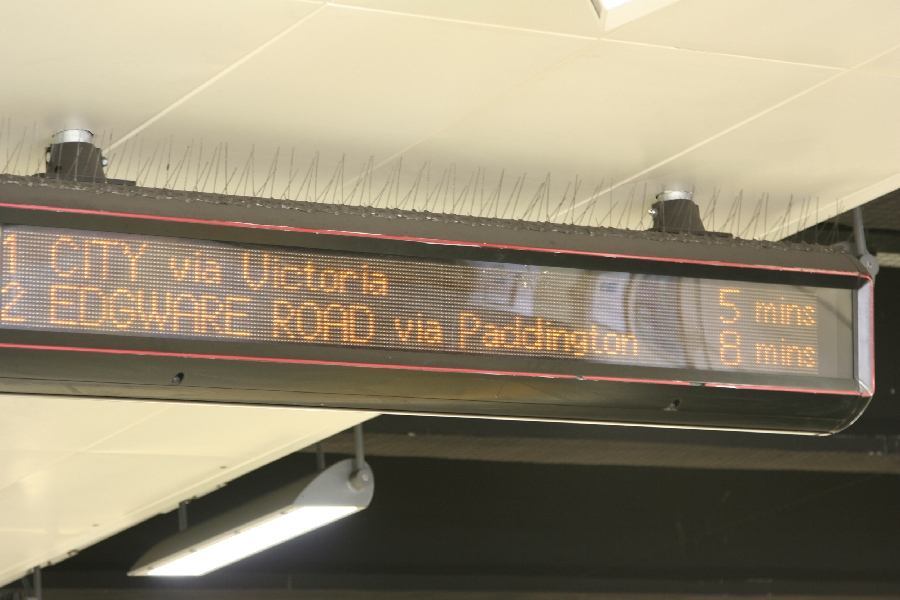 1 CITY via Victoria 5 mins
2 EDGWARE ROAD via Paddington 8 mins